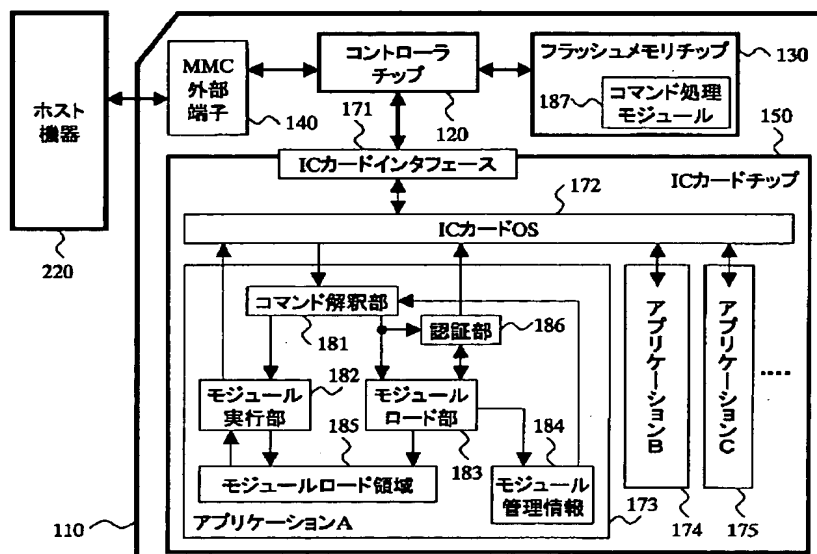 ホスト
機器
220
MMC
外部
端子
140
コントローラ
チップ
120
フラッシュメモリチップ
130
187
コマンド処理
モジュール
171
ICカードインタフェース
150
ICカードチップ
172
ICカードOS
コマンド解釈部
181
認証部
186
182
モジュール
実行部
モジュール
ロード部
183
185
モジュールロード領域
184
モジュール
管理情報
アプリケーションA
173
アプリケーションB
174
アプリケーションC
175
‥‥
110